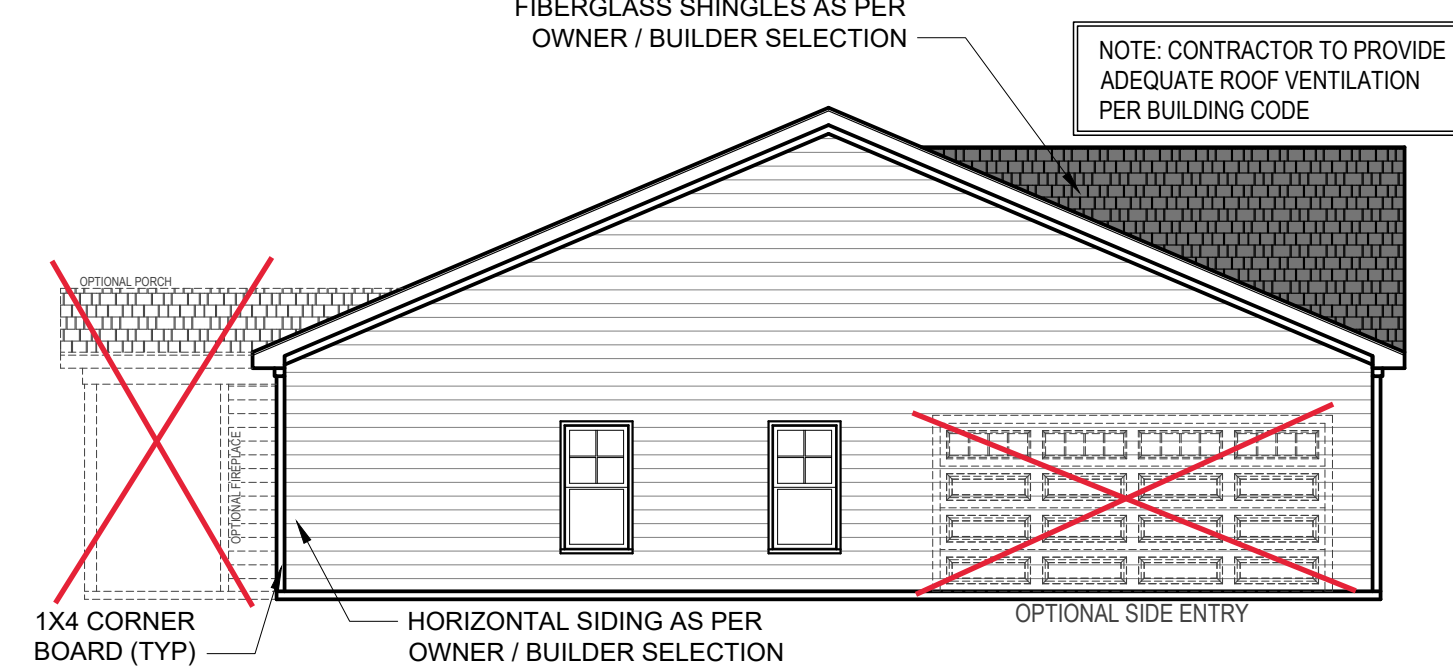 FIBERGLASS SHINGLES AS PER
OWNER / BUILDER SELECTION
NOTE: CONTRACTOR TO PROVIDE
ADEQUATE ROOF VENTILATION
PER BUILDING CODE
OPTIONAL PORCH
OPTIONAL FIREPLACE
1X4 CORNER
BOARD (TYP)
HORIZONTAL SIDING AS PER
OWNER / BUILDER SELECTION
OPTIONAL SIDE ENTRY